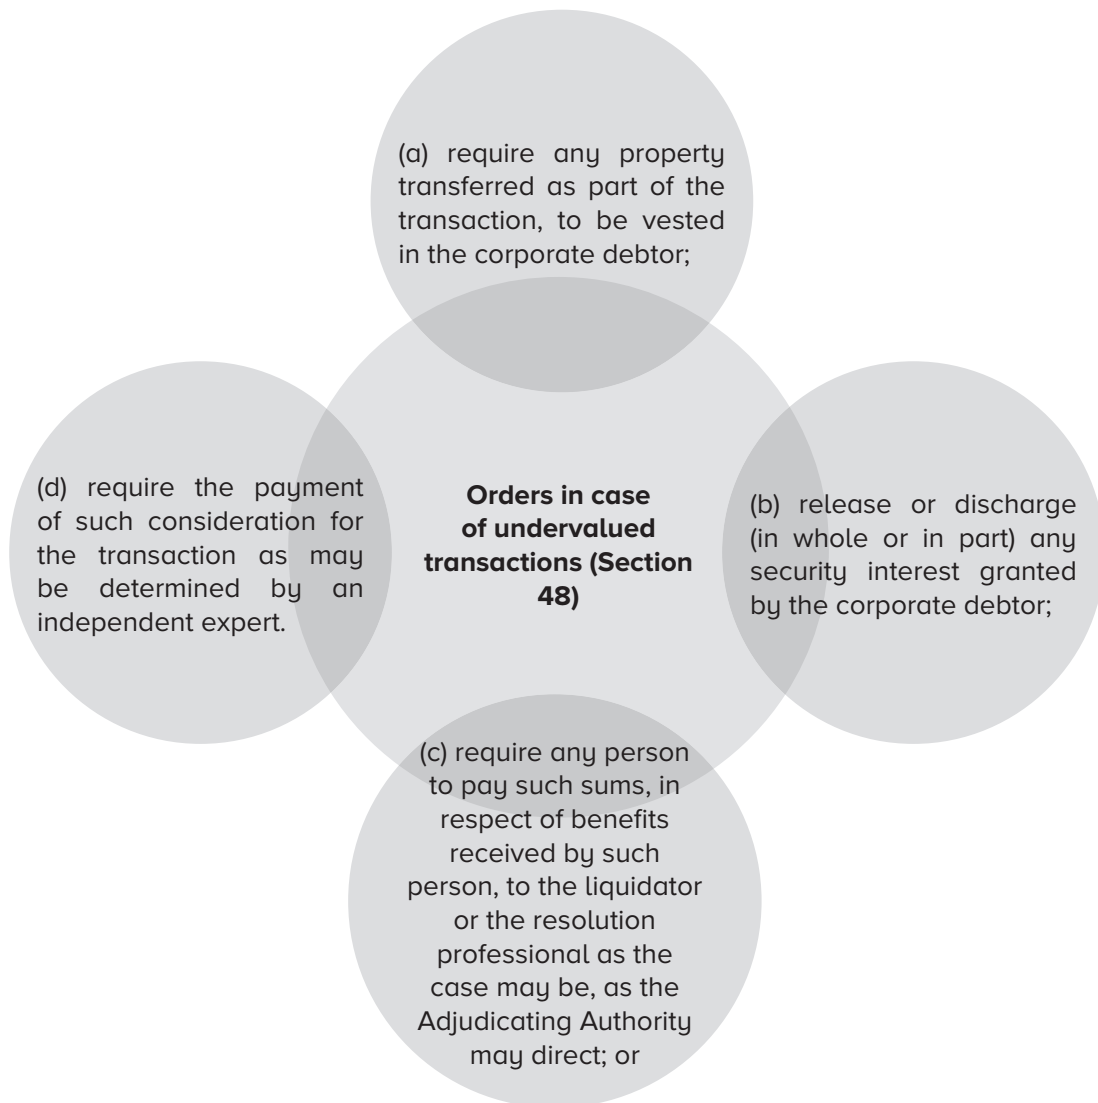 (a) require any property
transferred as part of the
transaction, to be vested
in the corporate debtor;
(d) require the payment
of such consideration for
the transaction as may
be determined by an
independent expert.
Orders in case
of undervalued
transactions (Section
48)
(b) release or discharge
(in whole or in part) any
security interest granted
by the corporate debtor;
(c) require any person
to pay such sums, in
respect of benefits
received by such
person, to the liquidator
or the resolution
professional as the
case may be, as the
Adjudicating Authority
may direct; or